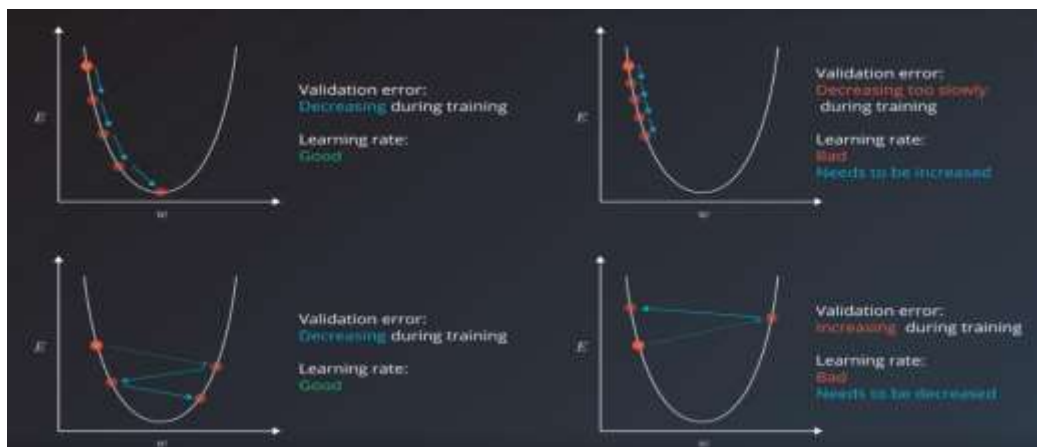 E
w
Validation error:
Decreasing during training
Learning rate:
Good
E
w
Validation error:
Decreasing too slowly
during training
Learning rate:
Bad
Needs to be increased
E
w
Validation error:
Decreasing during training
Learning rate:
Good
E
w
Validation error:
Increasing during training
Learning rate:
Bad
Needs to be decreased